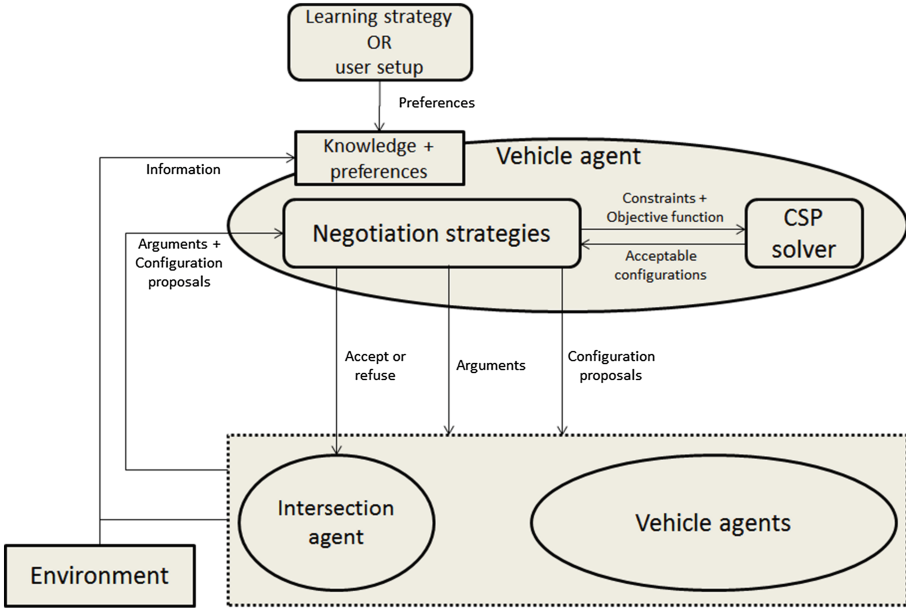 Learning strategy
OR
user setup
Preferences
Knowledge +
preferences
Vehicle agent
Information
Constraints +
Objective function
Negotiation strategies
CSP
solver
Arguments +
Configuration
proposals
Acceptable
configurations
Accept or
refuse
Arguments
Configuration
proposals
Intersection
agent
Vehicle agents
Environment